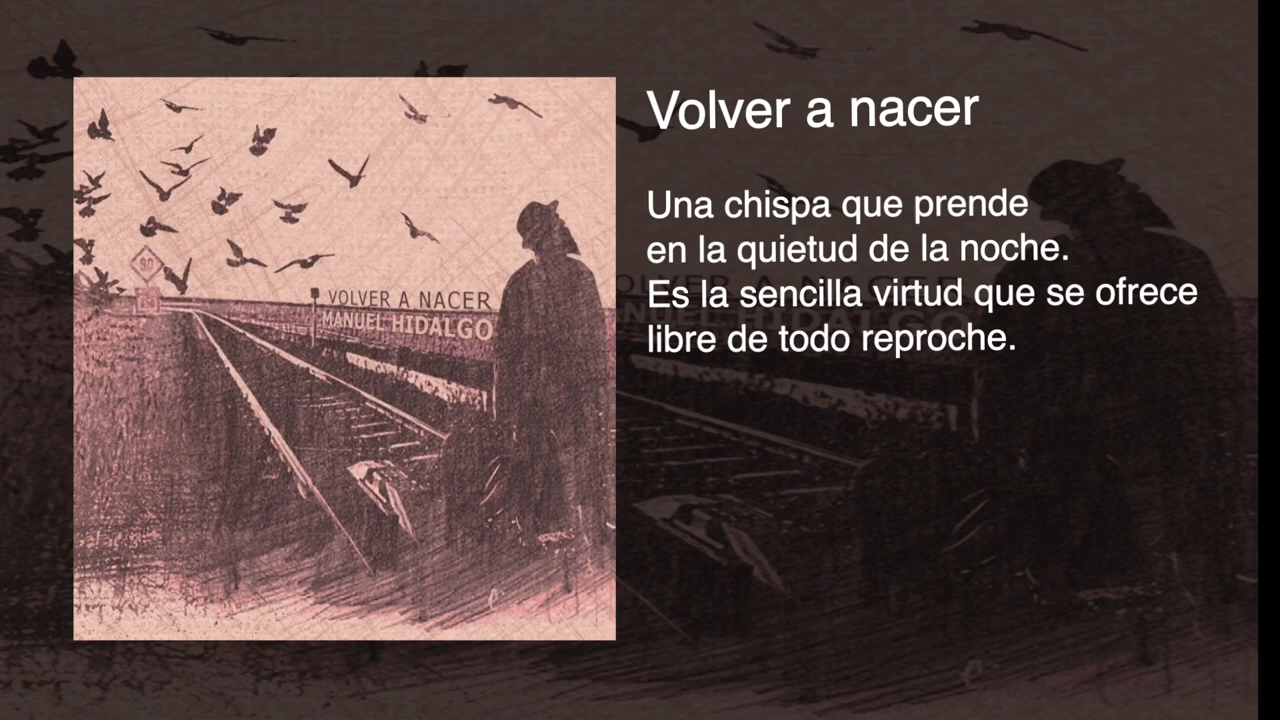 Volver a nacer
Una chispa que prende
en la quietud de la noche.
Es la sencilla virtud que se ofrece
libre de todo reproche.
90
VOLVER A NACER
MANUEL HIDALGO